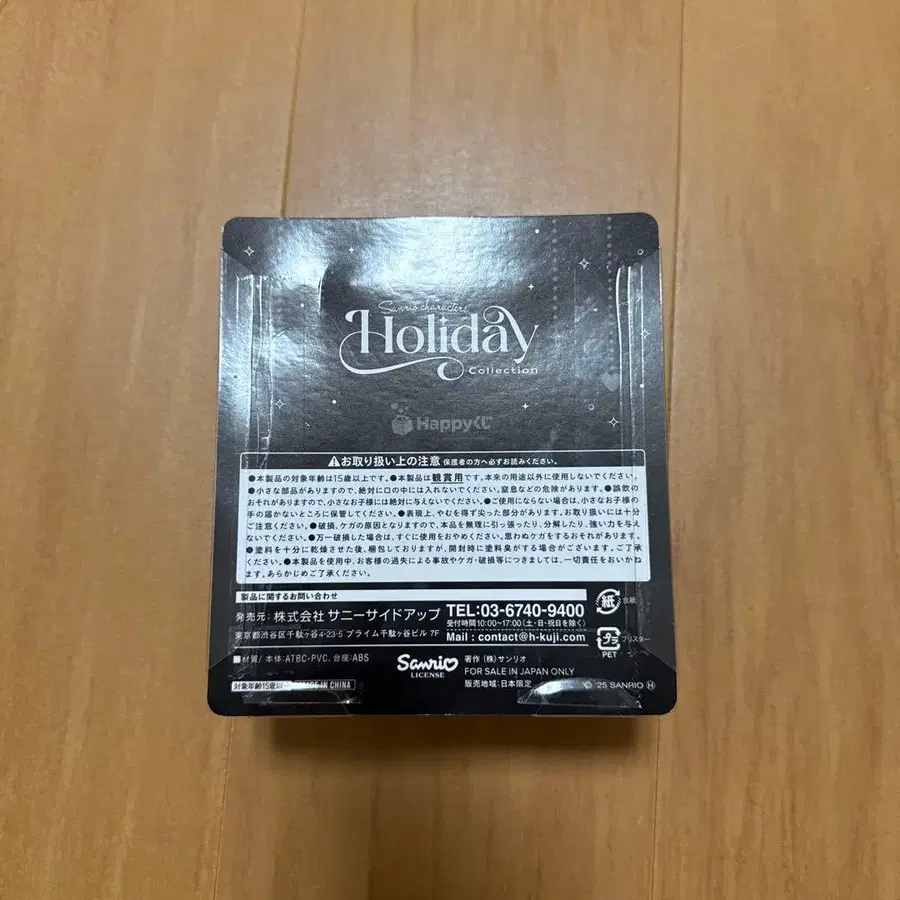 Sanrio characters
Holiday
Collection
Happyくじ
⚠お取り扱い上の注意 保護者の方へ必ずお読みください。
●本製品の対象年齢は15歳以上です。●本製品は観賞用です。本来の用途以外に使用しないでください。
●小さな部品がありますので、絶対に口の中には入れないでください。窒息などの危険があります。●誤飲の
おそれがありますので、小さなお子様には絶対に与えないでください。●ご使用にならない場合は、小さなお子様の
手の届かないところに保管してください。●表現上、やむを得ず尖った部分があります。お取り扱いには十分
ご注意ください。●破損、ケガの原因となりますので、本品を無理に引っ張ったり、分解したり、強い力を与え
ないでください。●万一破損した場合は、すぐに使用をおやめください。思わぬケガをするおそれがあります。
●塗料を十分に乾燥させた後、梱包しておりますが、開封時に塗料臭がする場合がございます。ご了承
ください。●本製品を使用中、お客様の過失による事故やケガ・破損等につきましては、一切責任をおいかね
ます。あらかじめご了承ください。
製品に関するお問い合わせ
発売元: 株式会社 サニーサイドアップ
東京都渋谷区千駄ヶ谷4-23-5 プライム千駄ヶ谷ビル 7F
TEL:03-6740-9400
受付時間10:00~17:00(土・日・祝日を除く)
Mail : contact@h-kuji.com
紙 台紙
プラ ブリスター
PET
■材質/本体:ATBC-PVC. 台座:ABS
対象年齢15歳以
MADE IN CHINA
Sanrio
LICENSE
著作 (株) サンリオ
FOR SALE IN JAPAN ONLY
販売地域:日本限定
© '25 SANRIO Ⓗ